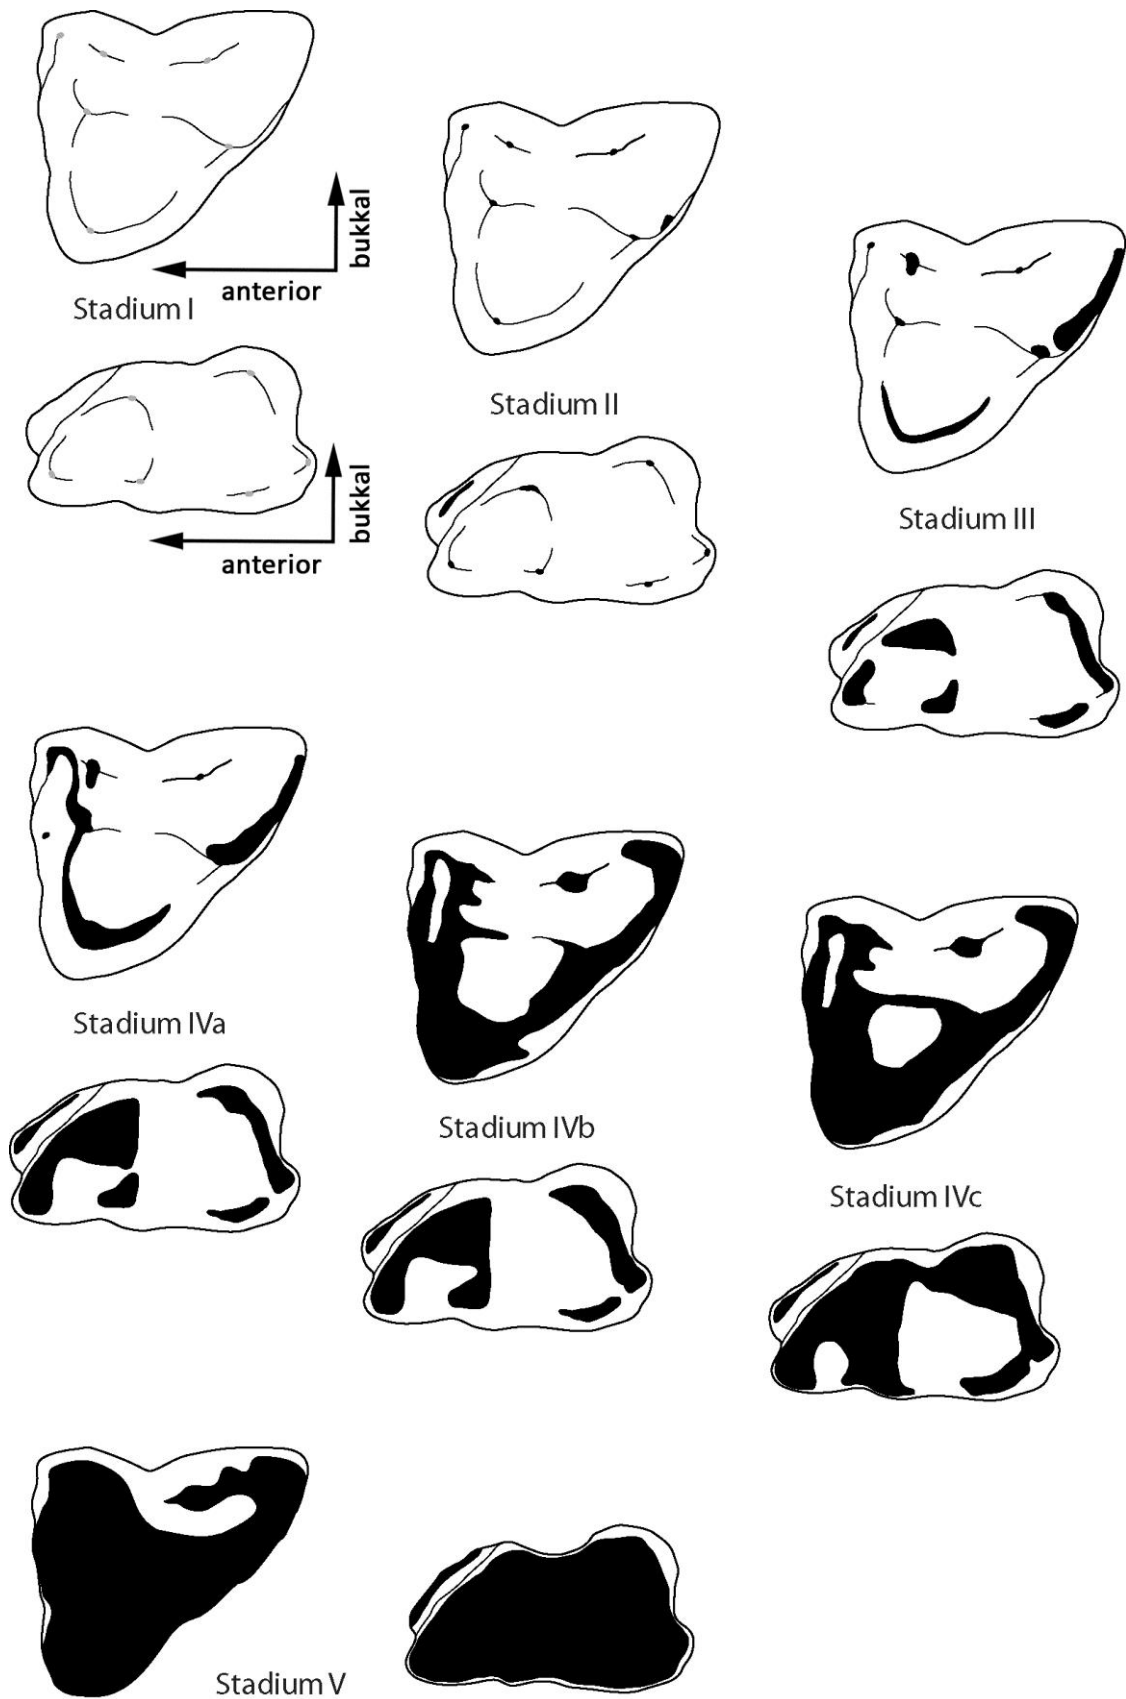 bukkal
anterior
Stadium I
bukkal
anterior
Stadium II
Stadium III
Stadium IVa
Stadium IVb
Stadium IVc
Stadium V